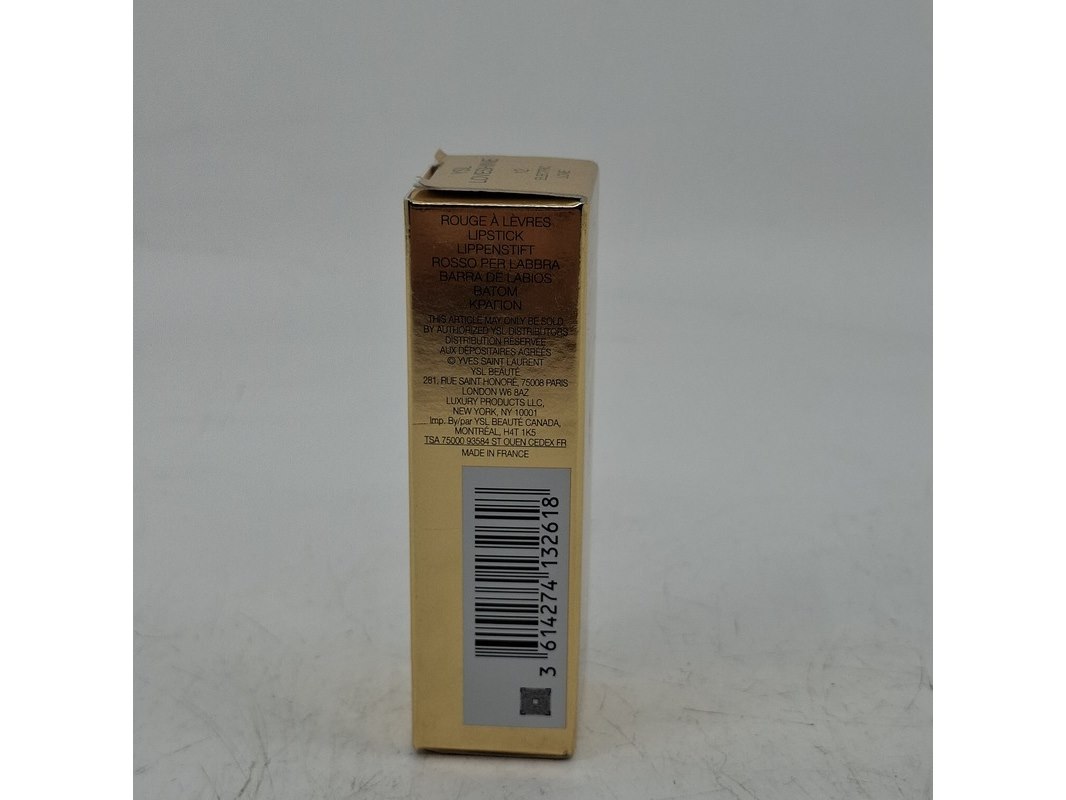 YSL
LOVESHINE
ROUGE À LÈVRES
LIPSTICK
LIPPENSTIFT
ROSSO PER LABBRA
BARRA DE LABIOS
BATOM
ΚΡΑΓΙΟΝ
THIS ARTICLE MAY ONLY BE SOLD
BY AUTHORIZED YSL DISTRIBUTORS
DISTRIBUTION RÉSERVÉE
AUX DÉPOSITAIRES AGRÉÉS
© YVES SAINT LAURENT
YSL BEAUTÉ
281, RUE SAINT HONORÉ, 75008 PARIS
LONDON W6 8AZ
LUXURY PRODUCTS LLC,
NEW YORK, NY 10001
Imp. By/par YSL BEAUTÉ CANADA,
MONTRÉAL, H4T 1K5
TSA 75000 93584 ST OUEN CEDEX FR
MADE IN FRANCE
3 614274 132618